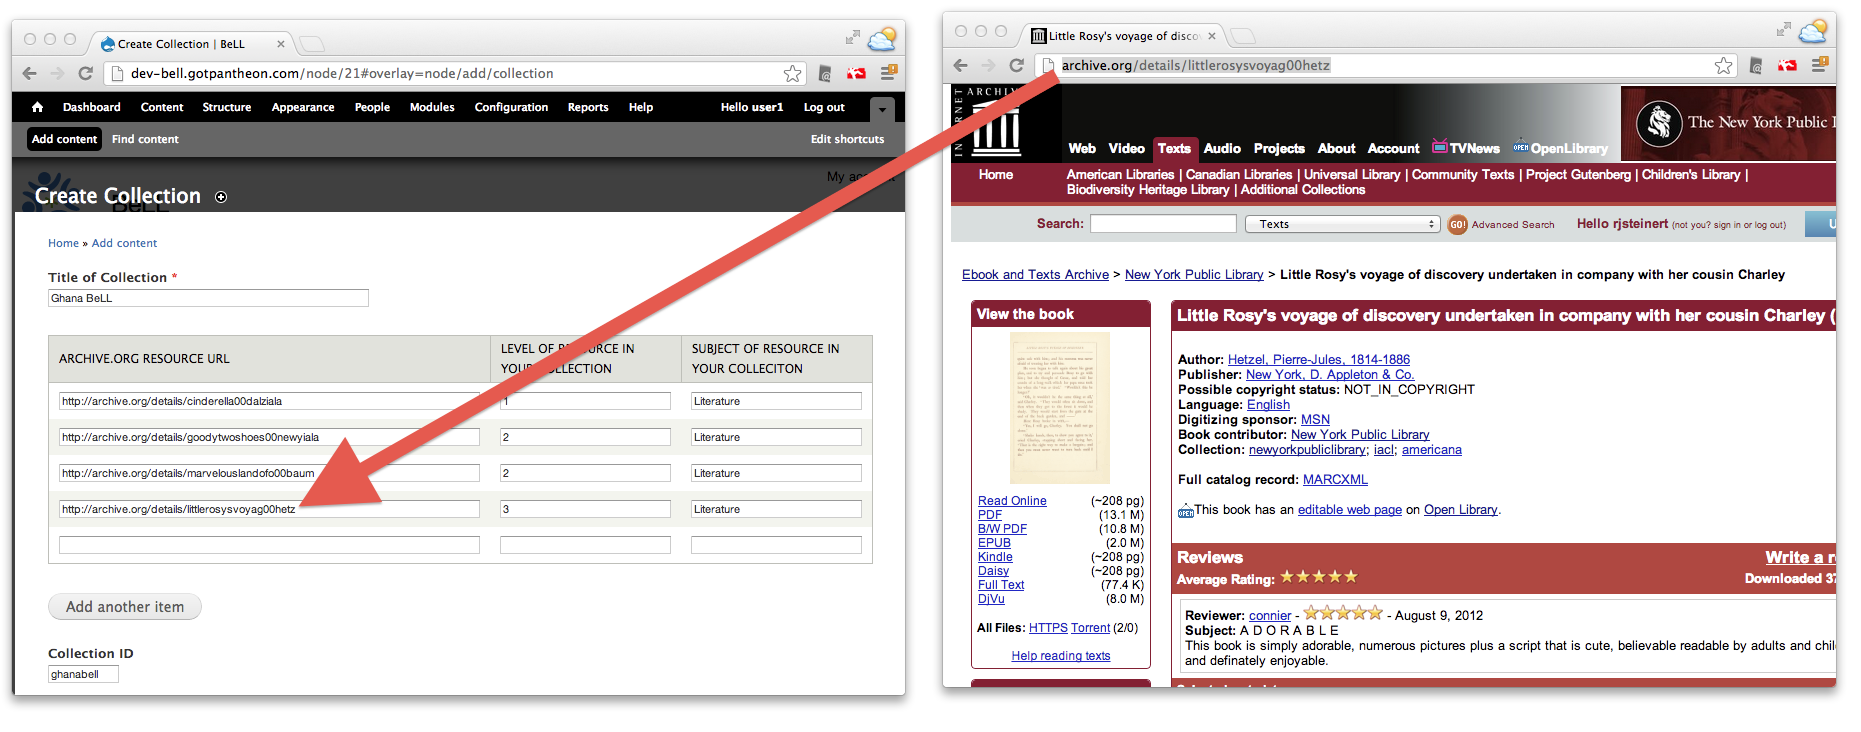 Create Collection | BeLL
dev-bell.gotpantheon.com/node/21#overlay=node/add/collection
Dashboard Content Structure Appearance People Modules Configuration Reports Help Hello user1 Log out
Add content Find content Edit shortcuts
My
Create Collection
BeLL
Home » Add content
Title of Collection *
Ghana BeLL
ARCHIVE.ORG RESOURCE URL
LEVEL OF RESOURCE IN
YOUR COLLECTION
SUBJECT OF RESOURCE IN
YOUR COLLECITON
http://archive.org/details/cinderella00dalziala 1 Literature
http://archive.org/details/goodytwoshoes00newyiala 2 Literature
http://archive.org/details/marvelouslandofo00baum 2 Literature
http://archive.org/details/littlerosysvoyag00hetz 3 Literature
Add another item
Collection ID
ghanabell
Little Rosy's voyage of disco
archive.org/details/littlerosysvoyag00hetz
INTERNET ARCHIV
The New York Public
Web Video Texts Audio Projects About Account TVNews OPEN OpenLibrary
Home
American Libraries | Canadian Libraries | Universal Library | Community Texts | Project Gutenberg | Children's Library |
Biodiversity Heritage Library | Additional Collections
Search: Texts GO! Advanced Search Hello rjsteinert (not you? sign in or log out) U
Ebook and Texts Archive > New York Public Library > Little Rosy's voyage of discovery undertaken in company with her cousin Charley
View the book
Read Online (~208 pg)
PDF (13.1 M)
B/W PDF (10.8 M)
EPUB (2.0 M)
Kindle (~208 pg)
Daisy (~208 pg)
Full Text (77.4 K)
DjVu (8.0 M)
All Files: HTTPS Torrent (2/0)
Help reading texts
Little Rosy's voyage of discovery undertaken in company with her cousin Charley (
Author: Hetzel, Pierre-Jules, 1814-1886
Publisher: New York, D. Appleton & Co.
Possible copyright status: NOT_IN_COPYRIGHT
Language: English
Digitizing sponsor: MSN
Book contributor: New York Public Library
Collection: newyorkpubliclibrary; iacl; americana
Full catalog record: MARCXML
OPEN This book has an editable web page on Open Library.
Reviews Write a re
Average Rating: Downloaded 37
Reviewer: connier - - August 9, 2012
Subject: A D O R A B L E
This book is simply adorable, numerous pictures plus a script that is cute, believable readable by adults and chil
and definately enjoyable.